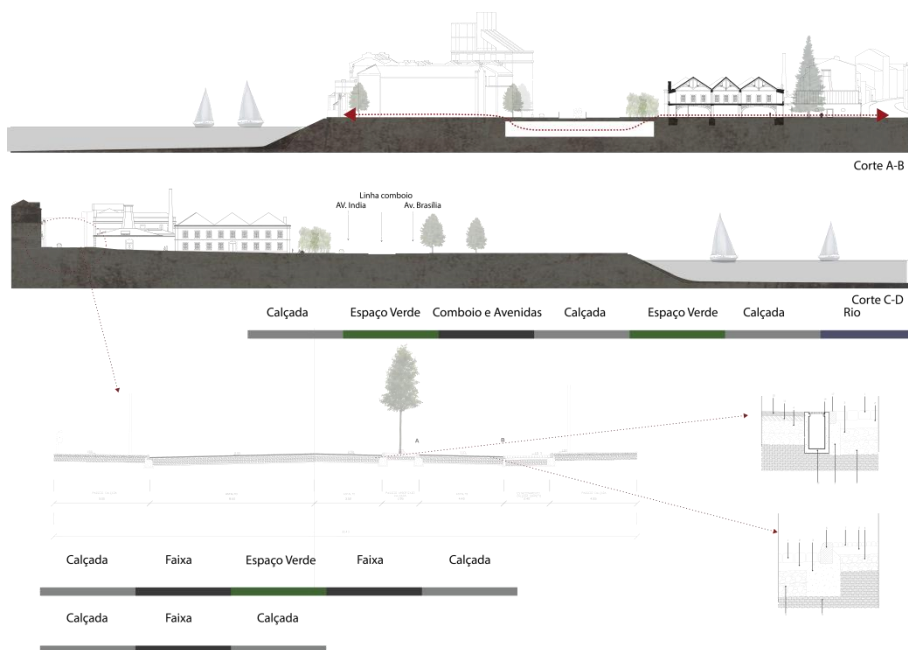 Corte A-B
Linha comboio
AV. India Av. Brasília
Corte C-D
Calçada Espaço Verde Comboio e Avenidas Calçada Espaço Verde Calçada Rio
A B
Calçada Faixa Espaço Verde Faixa Calçada
Calçada Faixa Calçada